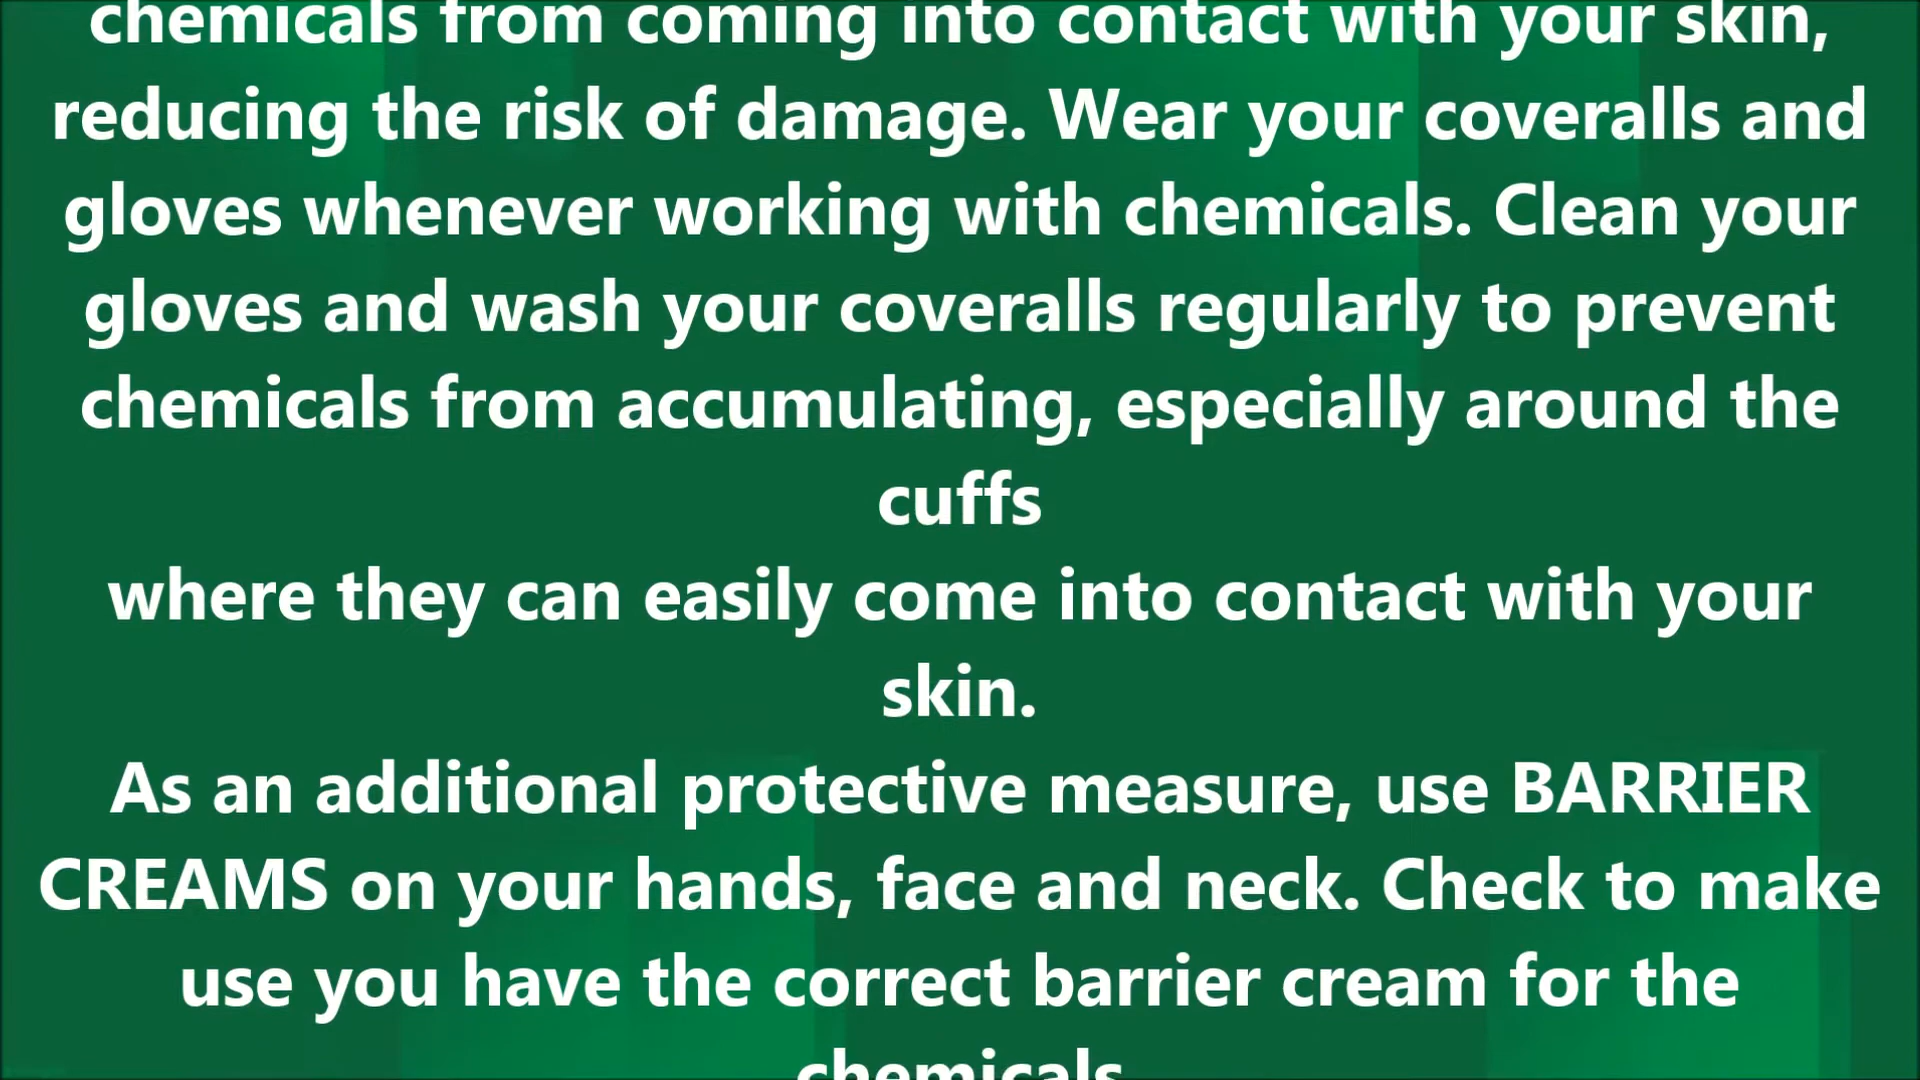 chemicals from coming into contact with your skin,
reducing the risk of damage. Wear your coveralls and
gloves whenever working with chemicals. Clean your
gloves and wash your coveralls regularly to prevent
chemicals from accumulating, especially around the
cuffs
where they can easily come into contact with your
skin.
As an additional protective measure, use BARRIER
CREAMS on your hands, face and neck. Check to make
use you have the correct barrier cream for the
chemicals